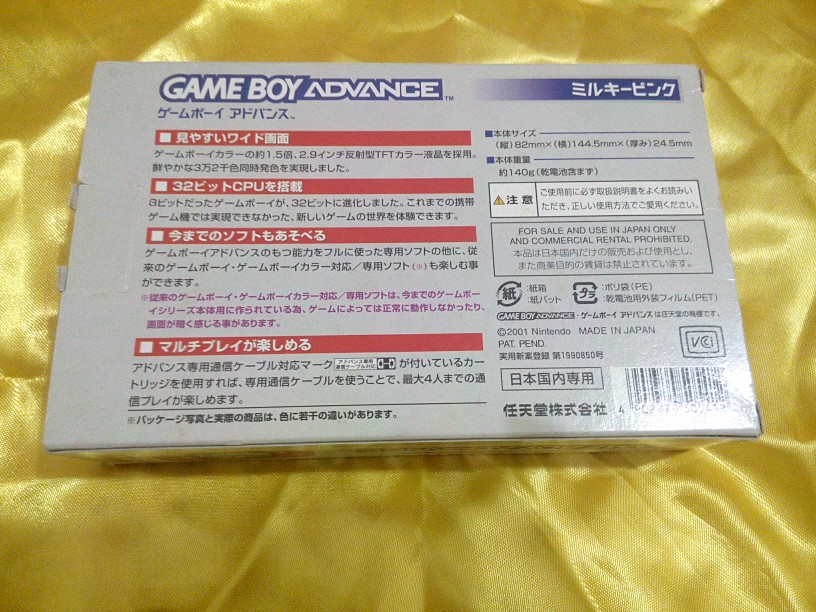 GAME BOY ADVANCE™
ゲームボーイ アドバンス™
ミルキーピンク
■見やすいワイド画面
ゲームボーイカラーの約1.5倍、2.9インチ反射型TFTカラー液晶を採用。
鮮やかな3万2千色同時発色を実現しました。
■32ビットCPUを搭載
8ビットだったゲームボーイが、32ビットに進化しました。これまでの携帯
ゲーム機では実現できなかった、新しいゲームの世界を体験できます。
■今までのソフトもあそべる
ゲームボーイアドバンスのもつ能力をフルに使った専用ソフトの他に、従
来のゲームボーイ・ゲームボーイカラー対応/専用ソフト(※)も楽しむ事
ができます。
※従来のゲームボーイ・ゲームボーイカラー対応/専用ソフトは、今までのゲームボー
イシリーズ本体用に作られている為、ゲームによっては正常に動作しなかったり、
画面が暗く感じる事があります。
■マルチプレイが楽しめる
アドバンス専用通信ケーブル対応マーク アドバンス専用 通信ケーブル対応 が付いているカー
トリッジを使用すれば、専用通信ケーブルを使うことで、最大4人までの通
信プレイが楽しめます。
※パッケージ写真と実際の商品は、色に若干の違いがあります。
■本体サイズ
(縦)82mm×(横)144.5mm×(厚み)24.5mm
■本体重量
約140g(乾電池含まず)
注意
ご使用前に必ず取扱説明書をよくお読みい
ただき、正しい使用方法でご愛用ください。
FOR SALE AND USE IN JAPAN ONLY
AND COMMERCIAL RENTAL PROHIBITED.
本品は日本国内だけの販売および使用とし、
また商業目的の賃貸は禁止されています。
紙 :紙箱
:紙パット
プラ :ポリ袋(PE)
:乾電池用外装フィルム(PET)
GAME BOY ADVANCE・ゲームボーイ アドバンスは任天堂の商標です。
©2001 Nintendo MADE IN JAPAN
PAT. PEND.
実用新案登録 第1990850号
VCI
日本国内専用
任天堂株式会社